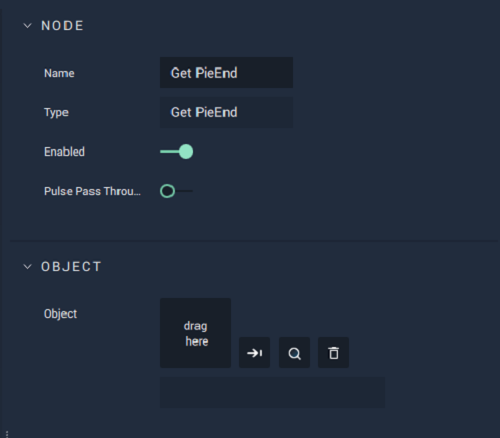 NODE
Name
Get PieEnd
Type
Get PieEnd
Enabled
Pulse Pass Throu...
OBJECT
Object
drag
here